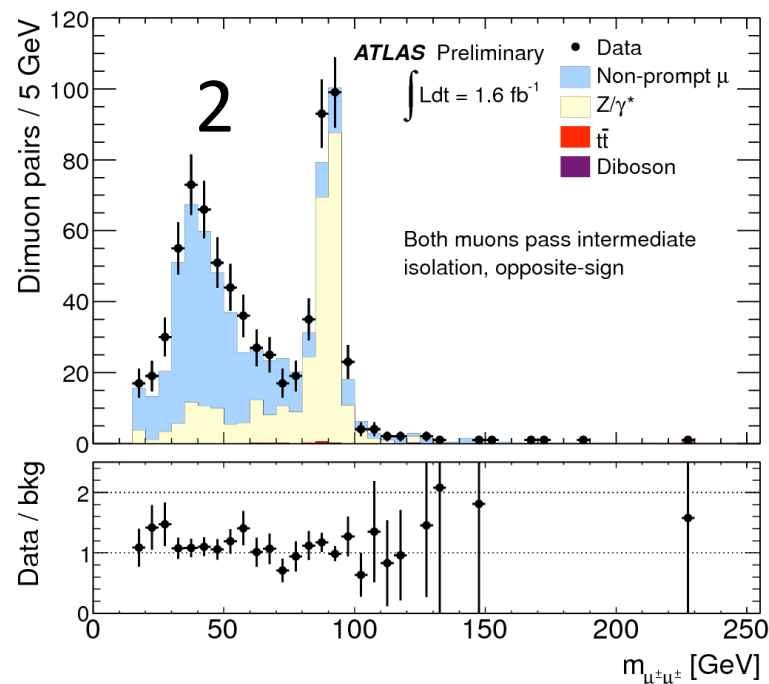 120
100
80
60
40
20
0
Dimuon pairs / 5 GeV
2
ATLAS Preliminary
∫Ldt = 1.6 fb⁻¹
Data
Non-prompt μ
Z/γ*
tt̄
Diboson
Both muons pass intermediate
isolation, opposite-sign
Data / bkg
2
1
0
0 50 100 150 200 250
m_μ±μ± [GeV]